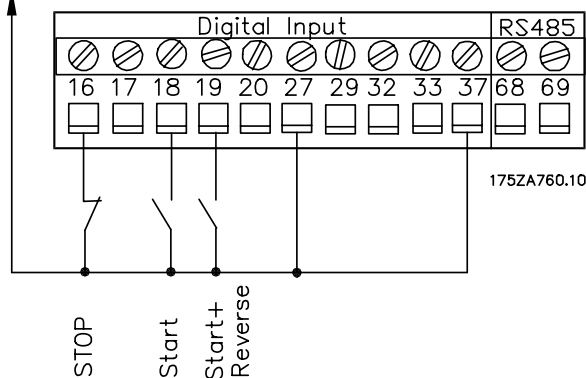 Digital Input RS485
16 17 18 19 20 27 29 32 33 37 68 69
175ZA760.10
STOP
Start
Start+
Reverse